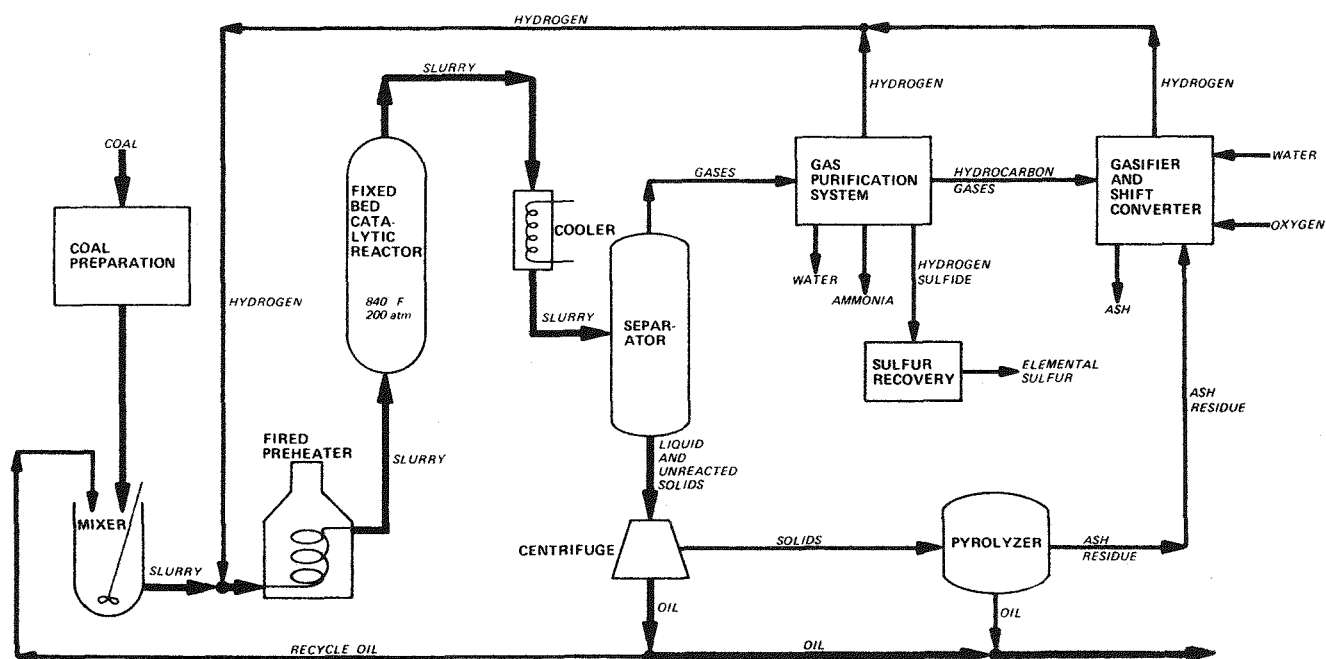 HYDROGEN
SLURRY
HYDROGEN
HYDROGEN
COAL
COAL
PREPARATION
HYDROGEN
FIXED
BED
CATA-
LYTIC
REACTOR
840 F
200 atm
COOLER
SLURRY
GASES
GAS
PURIFICATION
SYSTEM
HYDROCARBON
GASES
GASIFIER
AND
SHIFT
CONVERTER
WATER
OXYGEN
WATER
AMMONIA
HYDROGEN
SULFIDE
ASH
SEPAR-
ATOR
SULFUR
RECOVERY
ELEMENTAL
SULFUR
ASH
RESIDUE
FIRED
PREHEATER
SLURRY
LIQUID
AND
UNREACTED
SOLIDS
MIXER
SLURRY
CENTRIFUGE
SOLIDS
PYROLYZER
ASH
RESIDUE
OIL
OIL
RECYCLE OIL
OIL